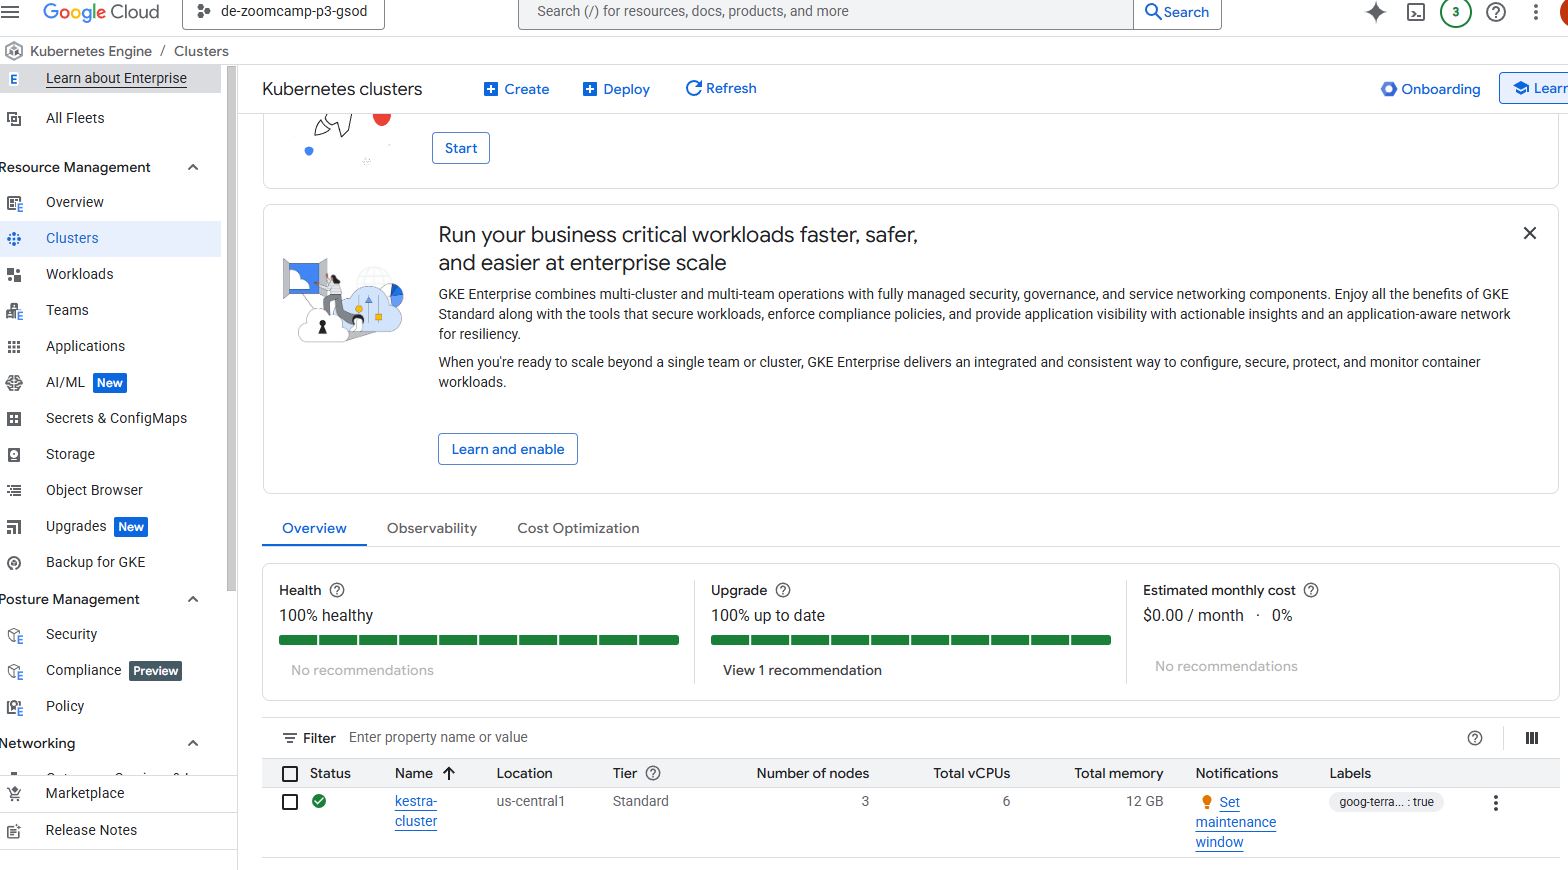 Google Cloud
de-zoomcamp-p3-gsod
Search (/) for resources, docs, products, and more
Search
3
Kubernetes Engine / Clusters
E Learn about Enterprise
All Fleets
Resource Management
Overview
Clusters
Workloads
Teams
Applications
AI/ML New
Secrets & ConfigMaps
Storage
Object Browser
Upgrades New
Backup for GKE
Posture Management
Security
Compliance Preview
Policy
Networking
Marketplace
Release Notes
Kubernetes clusters
Create
Deploy
Refresh
Onboarding
Learn
Start
Run your business critical workloads faster, safer,
and easier at enterprise scale
GKE Enterprise combines multi-cluster and multi-team operations with fully managed security, governance, and service networking components. Enjoy all the benefits of GKE
Standard along with the tools that secure workloads, enforce compliance policies, and provide application visibility with actionable insights and an application-aware network
for resiliency.
When you're ready to scale beyond a single team or cluster, GKE Enterprise delivers an integrated and consistent way to configure, secure, protect, and monitor container
workloads.
Learn and enable
Overview
Observability
Cost Optimization
Health
100% healthy
No recommendations
Upgrade
100% up to date
View 1 recommendation
Estimated monthly cost
$0.00 / month · 0%
No recommendations
Filter Enter property name or value
Status Name Location Tier Number of nodes Total vCPUs Total memory Notifications Labels
kestra- us-central1 Standard 3 6 12 GB Set goog-terra... : true
cluster maintenance
window